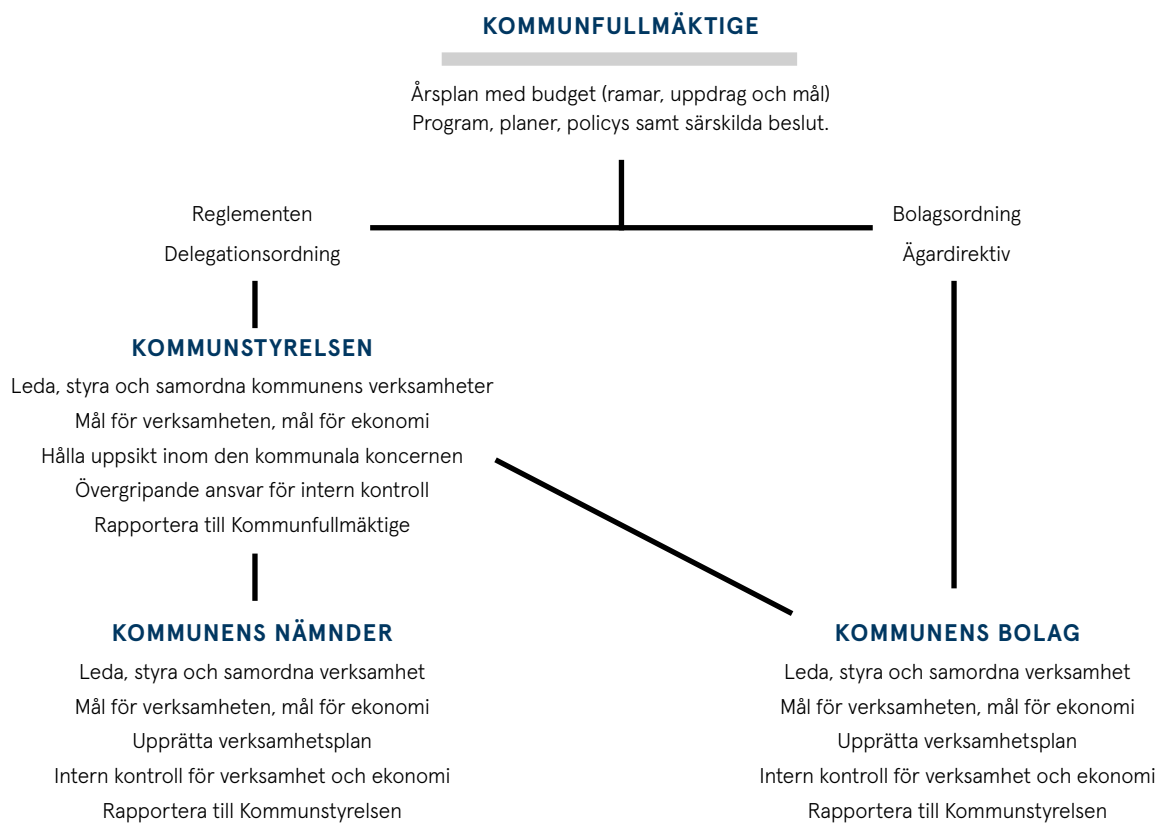 KOMMUNFULLMÄKTIGE
Årsplan med budget (ramar, uppdrag och mål)
Program, planer, policys samt särskilda beslut.
Reglementen
Delegationsordning
Bolagsordning
Ägardirektiv
KOMMUNSTYRELSEN
Leda, styra och samordna kommunens verksamheter
Mål för verksamheten, mål för ekonomi
Hålla uppsikt inom den kommunala koncernen
Övergripande ansvar för intern kontroll
Rapportera till Kommunfullmäktige
KOMMUNENS NÄMNDER
Leda, styra och samordna verksamhet
Mål för verksamheten, mål för ekonomi
Upprätta verksamhetsplan
Intern kontroll för verksamhet och ekonomi
Rapportera till Kommunstyrelsen
KOMMUNENS BOLAG
Leda, styra och samordna verksamhet
Mål för verksamheten, mål för ekonomi
Upprätta verksamhetsplan
Intern kontroll för verksamhet och ekonomi
Rapportera till Kommunstyrelsen